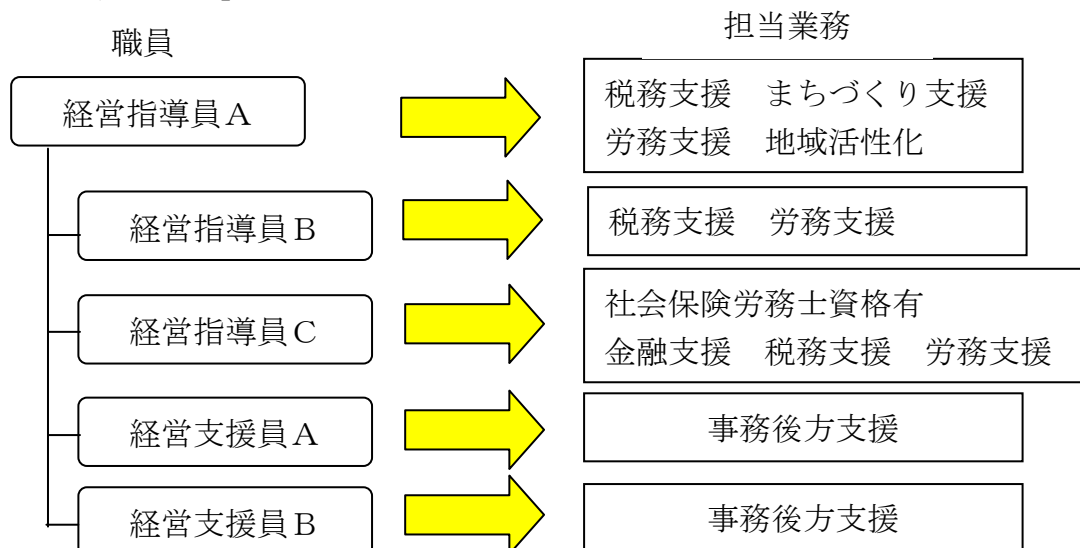 職員
担当業務
経営指導員A
税務支援 まちづくり支援
労務支援 地域活性化
経営指導員B
税務支援 労務支援
経営指導員C
社会保険労務士資格有
金融支援 税務支援 労務支援
経営支援員A
事務後方支援
経営支援員B
事務後方支援